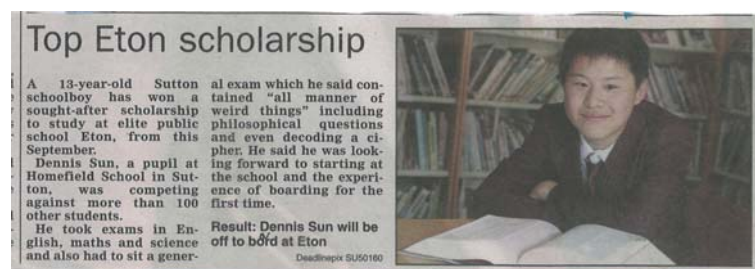 Top Eton scholarship
A 13-year-old Sutton
schoolboy has won a
sought-after scholarship
to study at elite public
school Eton, from this
September.
Dennis Sun, a pupil at
Homefield School in Sut-
ton, was competing
against more than 100
other students.
He took exams in En-
glish, maths and science
and also had to sit a gener-
al exam which he said con-
tained “all manner of
weird things” including
philosophical questions
and even decoding a ci-
pher. He said he was look-
ing forward to starting at
the school and the experi-
ence of boarding for the
first time.
Result: Dennis Sun will be
off to bord at Eton
Deadlinepix SU50160